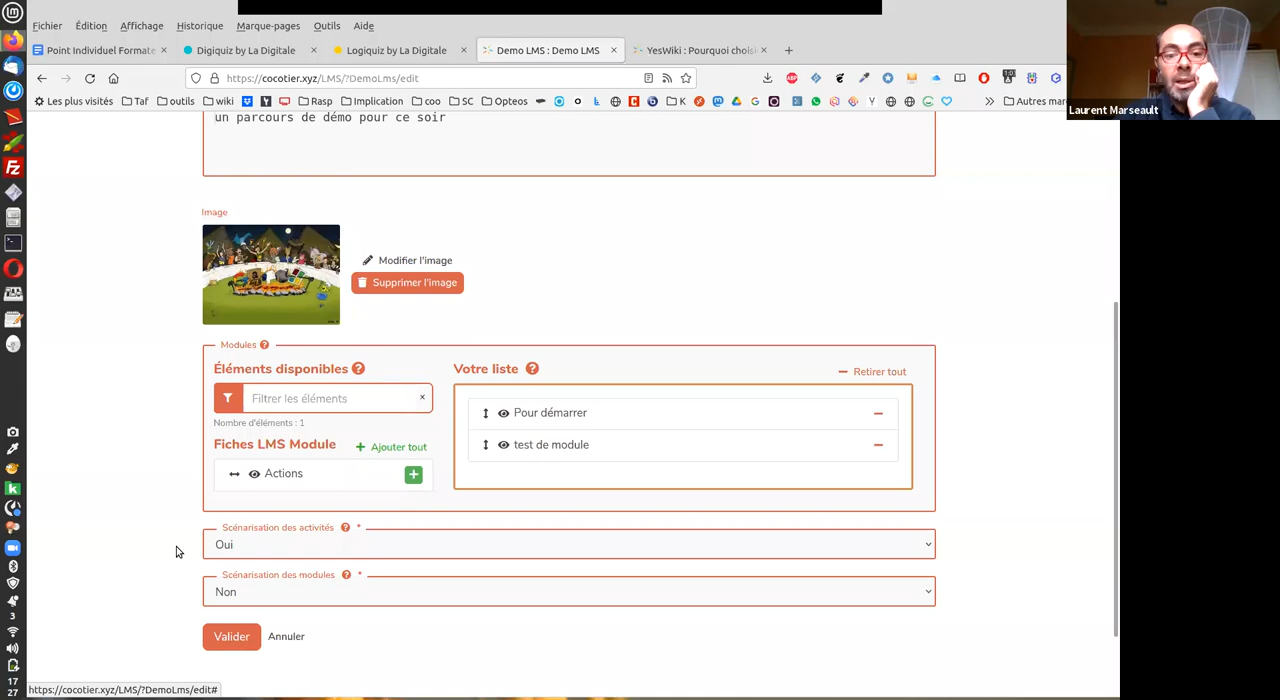 Fichier Édition Affichage Historique Marque-pages Outils Aide
Point Individuel Formate × Digiquiz by La Digitale × Logiquiz by La Digitale × Demo LMS : Demo LMS × YesWiki : Pourquoi choisi × +
https://cocotier.xyz/LMS/?DemoLms/edit
Les plus visités Taf outils wiki Rasp Implication coo SC Opteos K Autres mar
Laurent Marseault
un parcours de démo pour ce soir
Image
Modifier l'image
Supprimer l'image
Modules ?
Éléments disponibles ? Votre liste ? Retirer tout
Filtrer les éléments ×
Nombre d'éléments : 1
Fiches LMS Module + Ajouter tout
Actions
Pour démarrer
test de module
Scénarisation des activités ? *
Oui
Scénarisation des modules ? *
Non
Valider Annuler
https://cocotier.xyz/LMS/?DemoLms/edit#
3
17
27